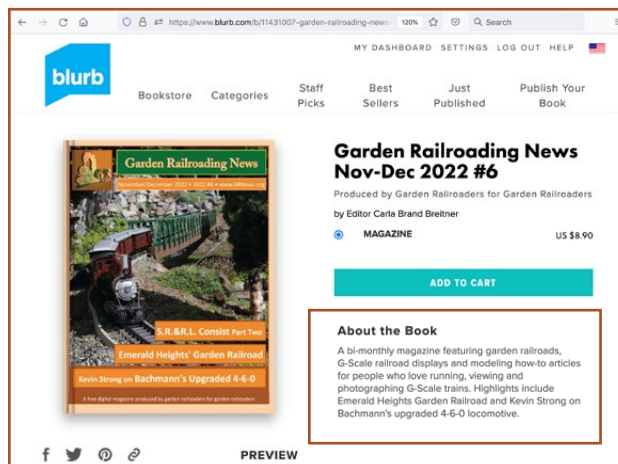 https://www.blurb.com/b/11431007-garden-railroading-news- 120% Search
MY DASHBOARD SETTINGS LOG OUT HELP
blurb
Bookstore Categories Staff Picks Best Sellers Just Published Publish Your Book
Garden Railroading News
November/December 2022 • 2022 #6 • www.GRNews.org
S.R.&R.L. Consist Part Two
Emerald Heights' Garden Railroad
Kevin Strong on Bachmann's Upgraded 4-6-0
A free digital magazine produced by garden railroaders for garden railroaders
Garden Railroading News
Nov-Dec 2022 #6
Produced by Garden Railroaders for Garden Railroaders
by Editor Carla Brand Breitner
MAGAZINE US $8.90
ADD TO CART
About the Book
A bi-monthly magazine featuring garden railroads,
G-Scale railroad displays and modeling how-to articles
for people who love running, viewing and
photographing G-Scale trains. Highlights include
Emerald Heights Garden Railroad and Kevin Strong on
Bachmann's upgraded 4-6-0 locomotive.
PREVIEW